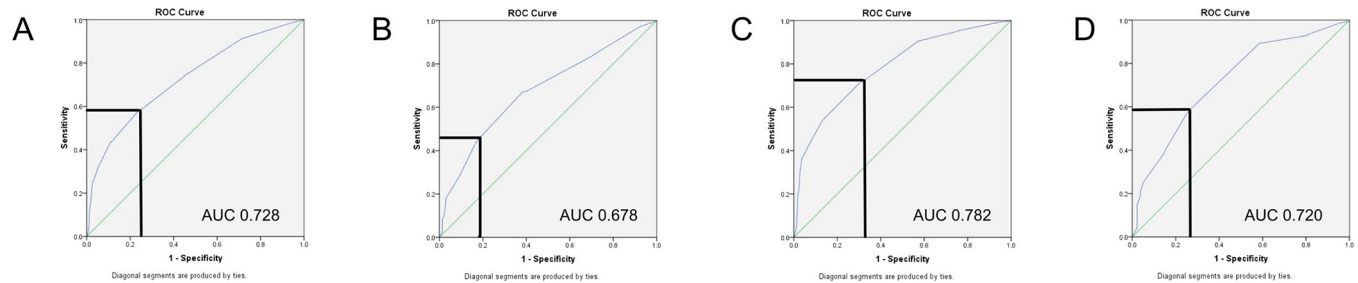 A
ROC Curve
1.0
0.8
0.6
0.4
0.2
0.0
Sensitivity
AUC 0.728
0.0 0.2 0.4 0.6 0.8 1.0
1 - Specificity
Diagonal segments are produced by ties.
B
ROC Curve
1.0
0.8
0.6
0.4
0.2
0.0
Sensitivity
AUC 0.678
0.0 0.2 0.4 0.6 0.8 1.0
1 - Specificity
Diagonal segments are produced by ties.
C
ROC Curve
1.0
0.8
0.6
0.4
0.2
0.0
Sensitivity
AUC 0.782
0.0 0.2 0.4 0.6 0.8 1.0
1 - Specificity
Diagonal segments are produced by ties.
D
ROC Curve
1.0
0.8
0.6
0.4
0.2
0.0
Sensitivity
AUC 0.720
0.0 0.2 0.4 0.6 0.8 1.0
1 - Specificity
Diagonal segments are produced by ties.